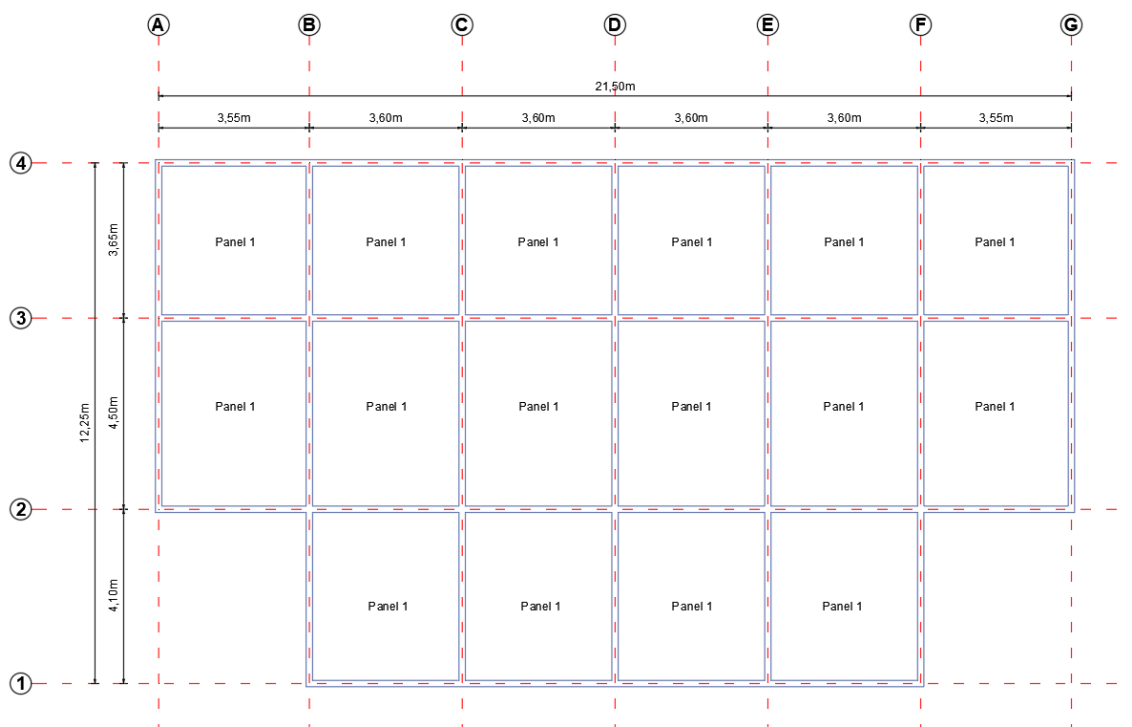 A B C D E F G
21,50m
3,55m 3,60m 3,60m 3,60m 3,60m 3,55m
4
3,65m
Panel 1 Panel 1 Panel 1 Panel 1 Panel 1 Panel 1
3
12,25m
4,50m
Panel 1 Panel 1 Panel 1 Panel 1 Panel 1 Panel 1
2
4,10m
Panel 1 Panel 1 Panel 1 Panel 1
1